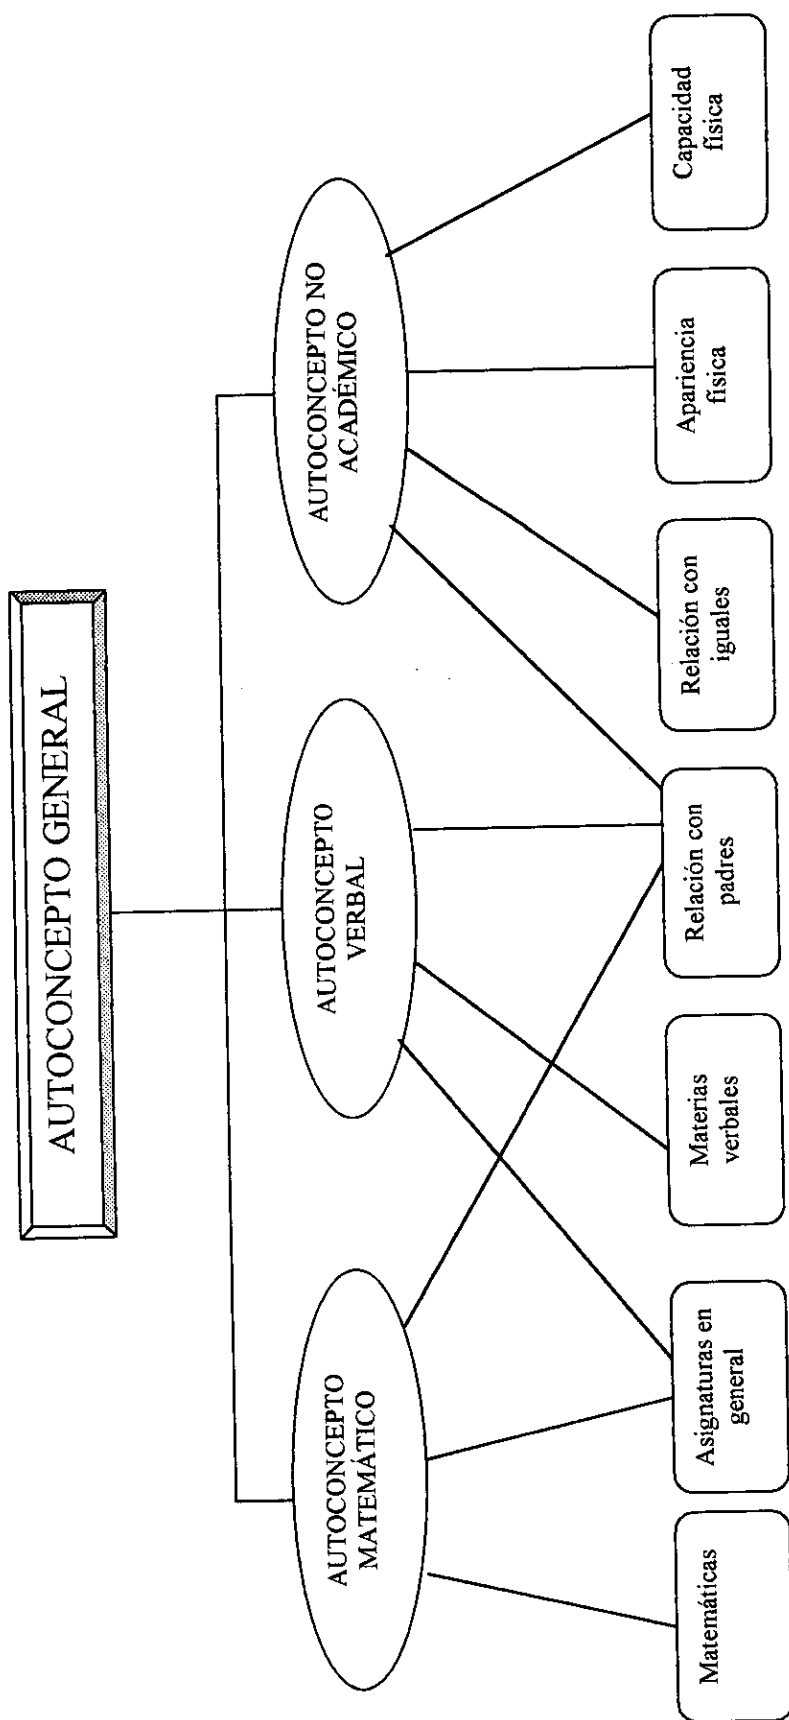 AUTOCONCEPTO GENERAL
AUTOCONCEPTO
MATEMÁTICO
AUTOCONCEPTO
VERBAL
AUTOCONCEPTO NO
ACADÉMICO
Matemáticas
Asignaturas en
general
Materias
verbales
Relación con
padres
Relación con
iguales
Apariencia
física
Capacidad
física